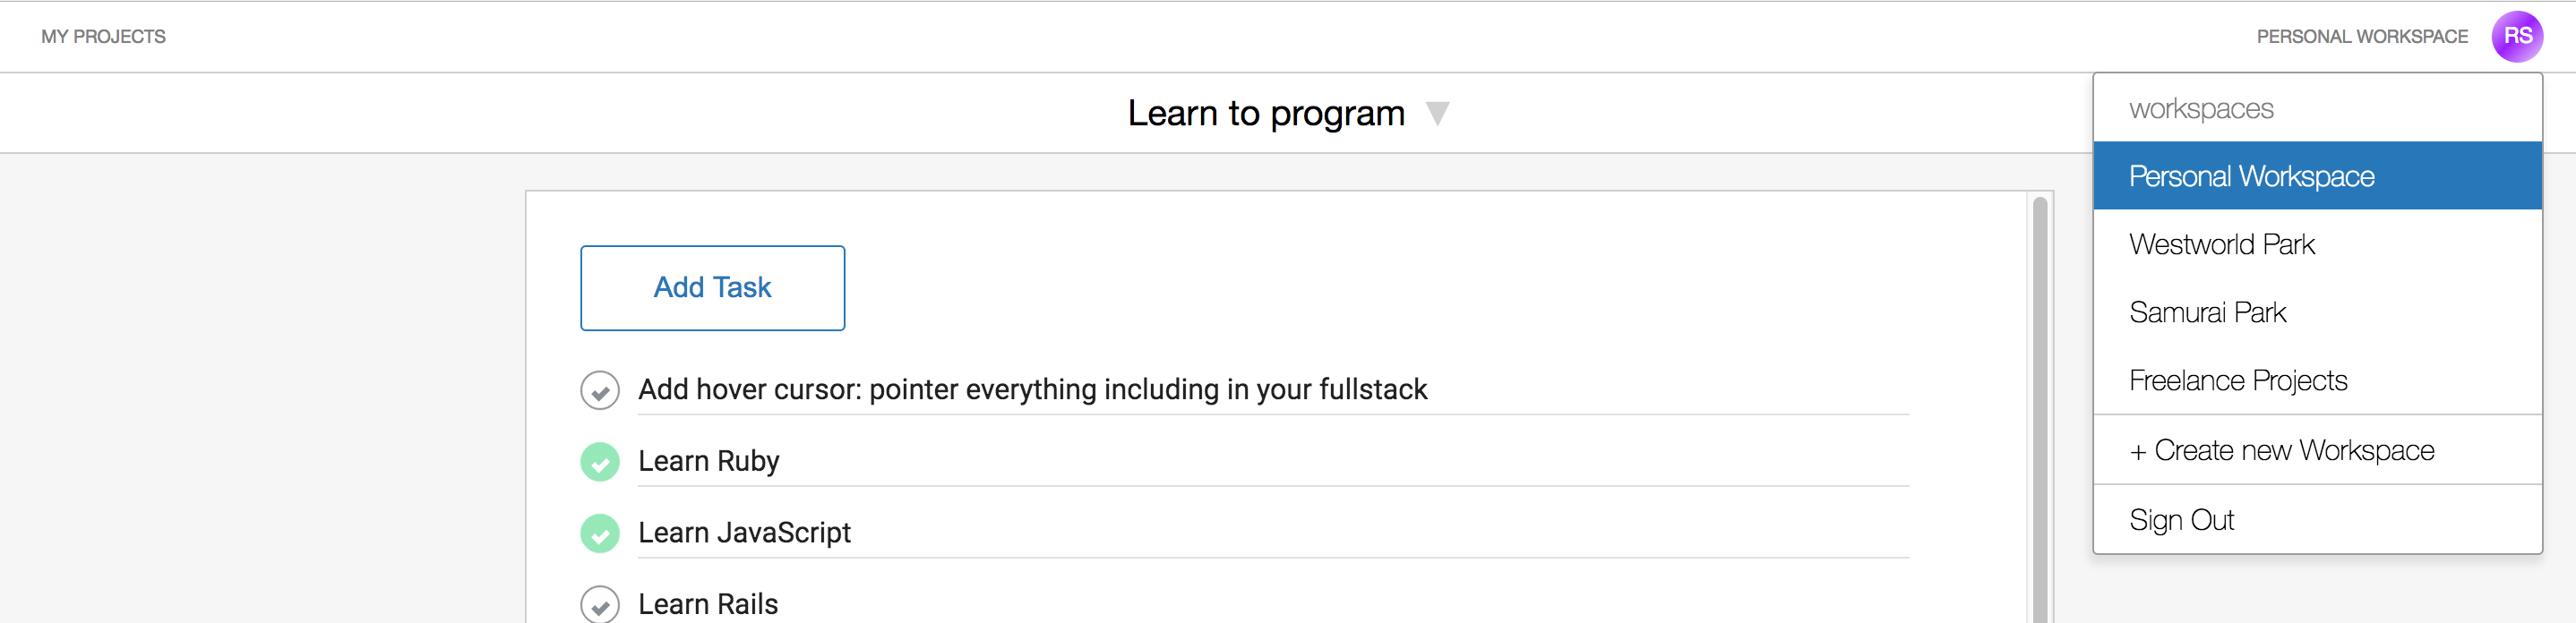 MY PROJECTS
PERSONAL WORKSPACE
RS
Learn to program
workspaces
Personal Workspace
Westworld Park
Samurai Park
Freelance Projects
+ Create new Workspace
Sign Out
Add Task
Add hover cursor: pointer everything including in your fullstack
Learn Ruby
Learn JavaScript
Learn Rails